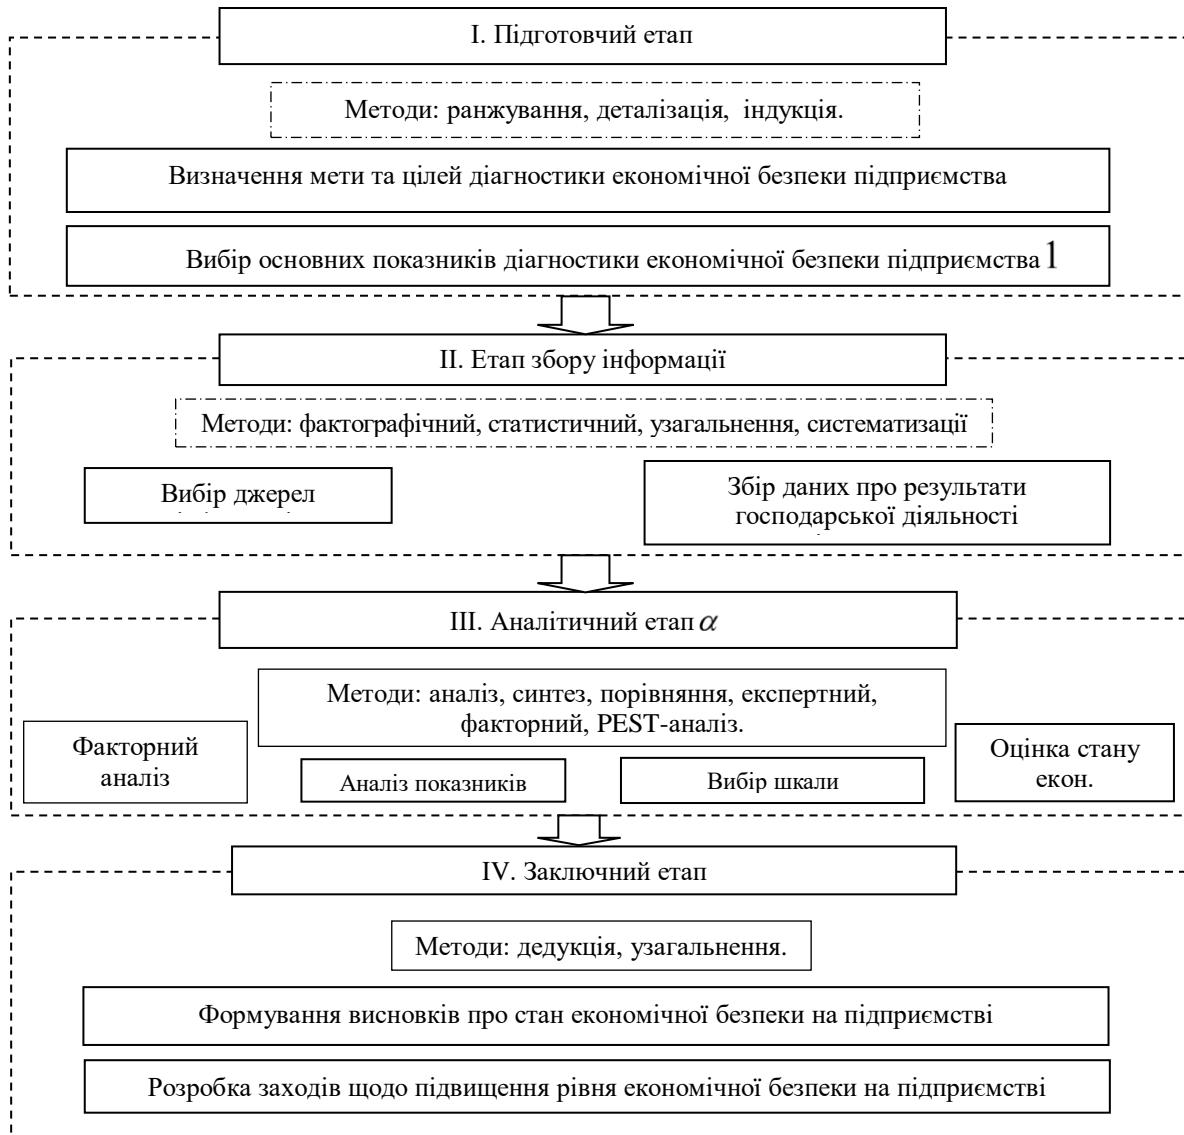 І. Підготовчий етап
Методи: ранжування, деталізація, індукція.
Визначення мети та цілей діагностики економічної безпеки підприємства
Вибір основних показників діагностики економічної безпеки підприємства 1
ІІ. Етап збору інформації
Методи: фактографічний, статистичний, узагальнення, систематизації
Вибір джерел
Збір даних про результати
господарської діяльності
ІІІ. Аналітичний етап α
Методи: аналіз, синтез, порівняння, експертний,
факторний, PEST-аналіз.
Факторний
аналіз
Аналіз показників
Вибір шкали
Оцінка стану
екон.
IV. Заключний етап
Методи: дедукція, узагальнення.
Формування висновків про стан економічної безпеки на підприємстві
Розробка заходів щодо підвищення рівня економічної безпеки на підприємстві